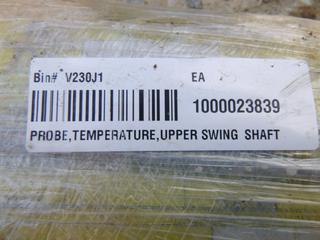 Bin# V230J1 EA
1000023839
PROBE,TEMPERATURE,UPPER SWING SHAFT